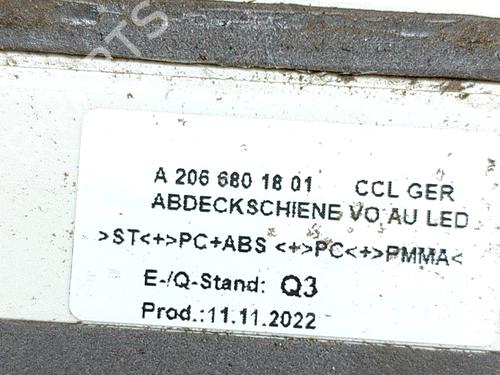 A 206 680 18 01 CCL GER
ABDECKSCHIENE VO AU LED
>ST<+>PC+ABS <+>PC<+>PMMA<
E-/Q-Stand: Q3
Prod.:11.11.2022